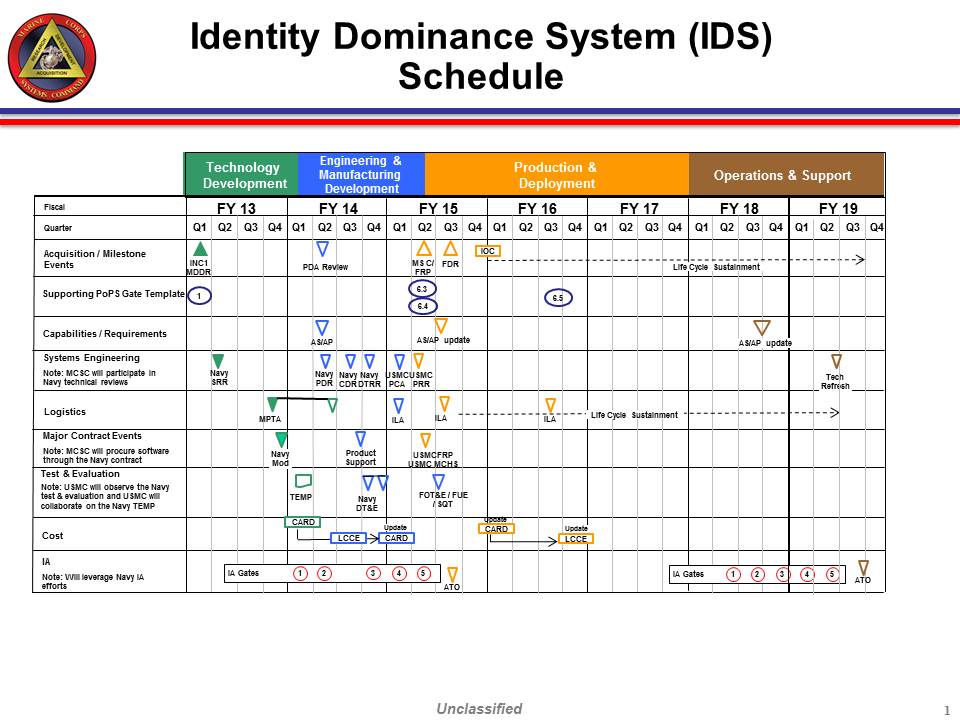 MARINE CORPS
RESEARCH DEVELOPMENT
ACQUISITION
SYSTEMS COMMAND
Identity Dominance System (IDS)
Schedule
Technology
Development
Engineering &
Manufacturing
Development
Production &
Deployment
Operations & Support
Fiscal
FY 13 FY 14 FY 15 FY 16 FY 17 FY 18 FY 19
Quarter
Q1 Q2 Q3 Q4 Q1 Q2 Q3 Q4 Q1 Q2 Q3 Q4 Q1 Q2 Q3 Q4 Q1 Q2 Q3 Q4 Q1 Q2 Q3 Q4 Q1 Q2 Q3 Q4
Acquisition / Milestone
Events
INC1
MDDR
PDA Review
MS C/
FRP
FDR
IOC
Life Cycle Sustainment
Supporting PoPS Gate Template
1
6.3
6.4
6.5
Capabilities / Requirements
AS/AP
AS/AP update
AS/AP update
Systems Engineering
Note: MCSC will participate in
Navy technical reviews
Navy
SRR
Navy
PDR
Navy
CDR
Navy
DTRR
USMC
PCA
USMC
PRR
Tech
Refresh
Logistics
MPTA
ILA
ILA
ILA
Life Cycle Sustainment
Major Contract Events
Note: MCSC will procure software
through the Navy contract
Navy
Mod
Product
Support
USMC FRP
USMC MCHS
Test & Evaluation
Note: USMC will observe the Navy
test & evaluation and USMC will
collaborate on the Navy TEMP
TEMP
Navy
DT&E
FOT&E / FUE
/ SQT
Cost
CARD
LCCE
Update
CARD
Update
CARD
Update
LCCE
IA
Note: Will leverage Navy IA
efforts
IA Gates 1 2 3 4 5
ATO
IA Gates 1 2 3 4 5
ATO
Unclassified
1